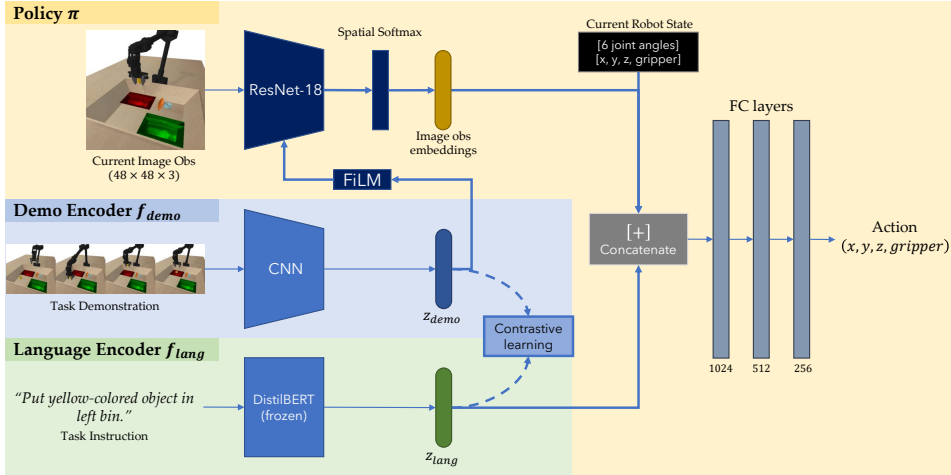 Policy π
Current Image Obs
(48 × 48 × 3)
ResNet-18
Spatial Softmax
Image obs
embeddings
FiLM
Current Robot State
[6 joint angles]
[x, y, z, gripper]
FC layers
[+]
Concatenate
1024
512
256
Action
(x, y, z, gripper)
Demo Encoder f_demo
Task Demonstration
CNN
z_demo
Contrastive
learning
Language Encoder f_lang
“Put yellow-colored object in
left bin.”
Task Instruction
DistilBERT
(frozen)
z_lang